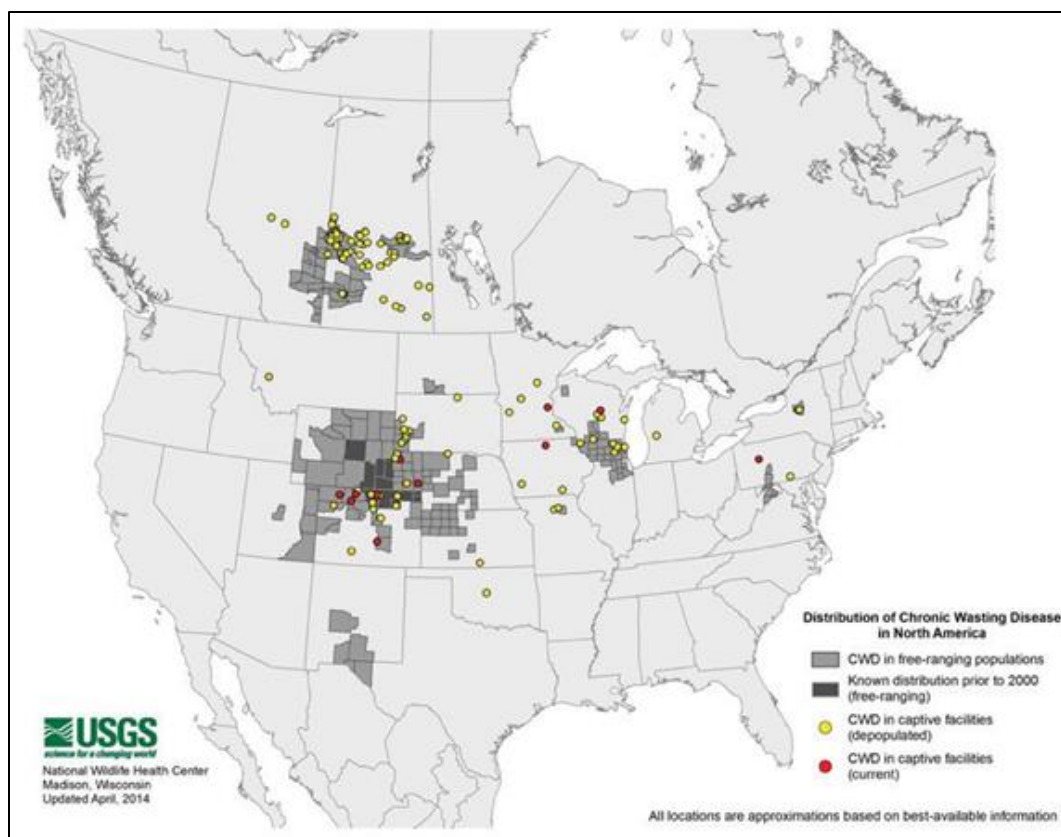 Distribution of Chronic Wasting Disease
in North America
CWD in free-ranging populations
Known distribution prior to 2000
(free-ranging)
CWD in captive facilities
(depopulated)
CWD in captive facilities
(current)
USGS
science for a changing world
National Wildlife Health Center
Madison, Wisconsin
Updated April, 2014
All locations are approximations based on best-available information